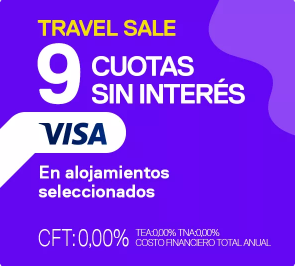 TRAVEL SALE
9 CUOTAS
SIN INTERÉS
VISA
En alojamientos
seleccionados
CFT: 0,00% TEA:0,00% TNA:0,00%
COSTO FINANCIERO TOTAL ANUAL